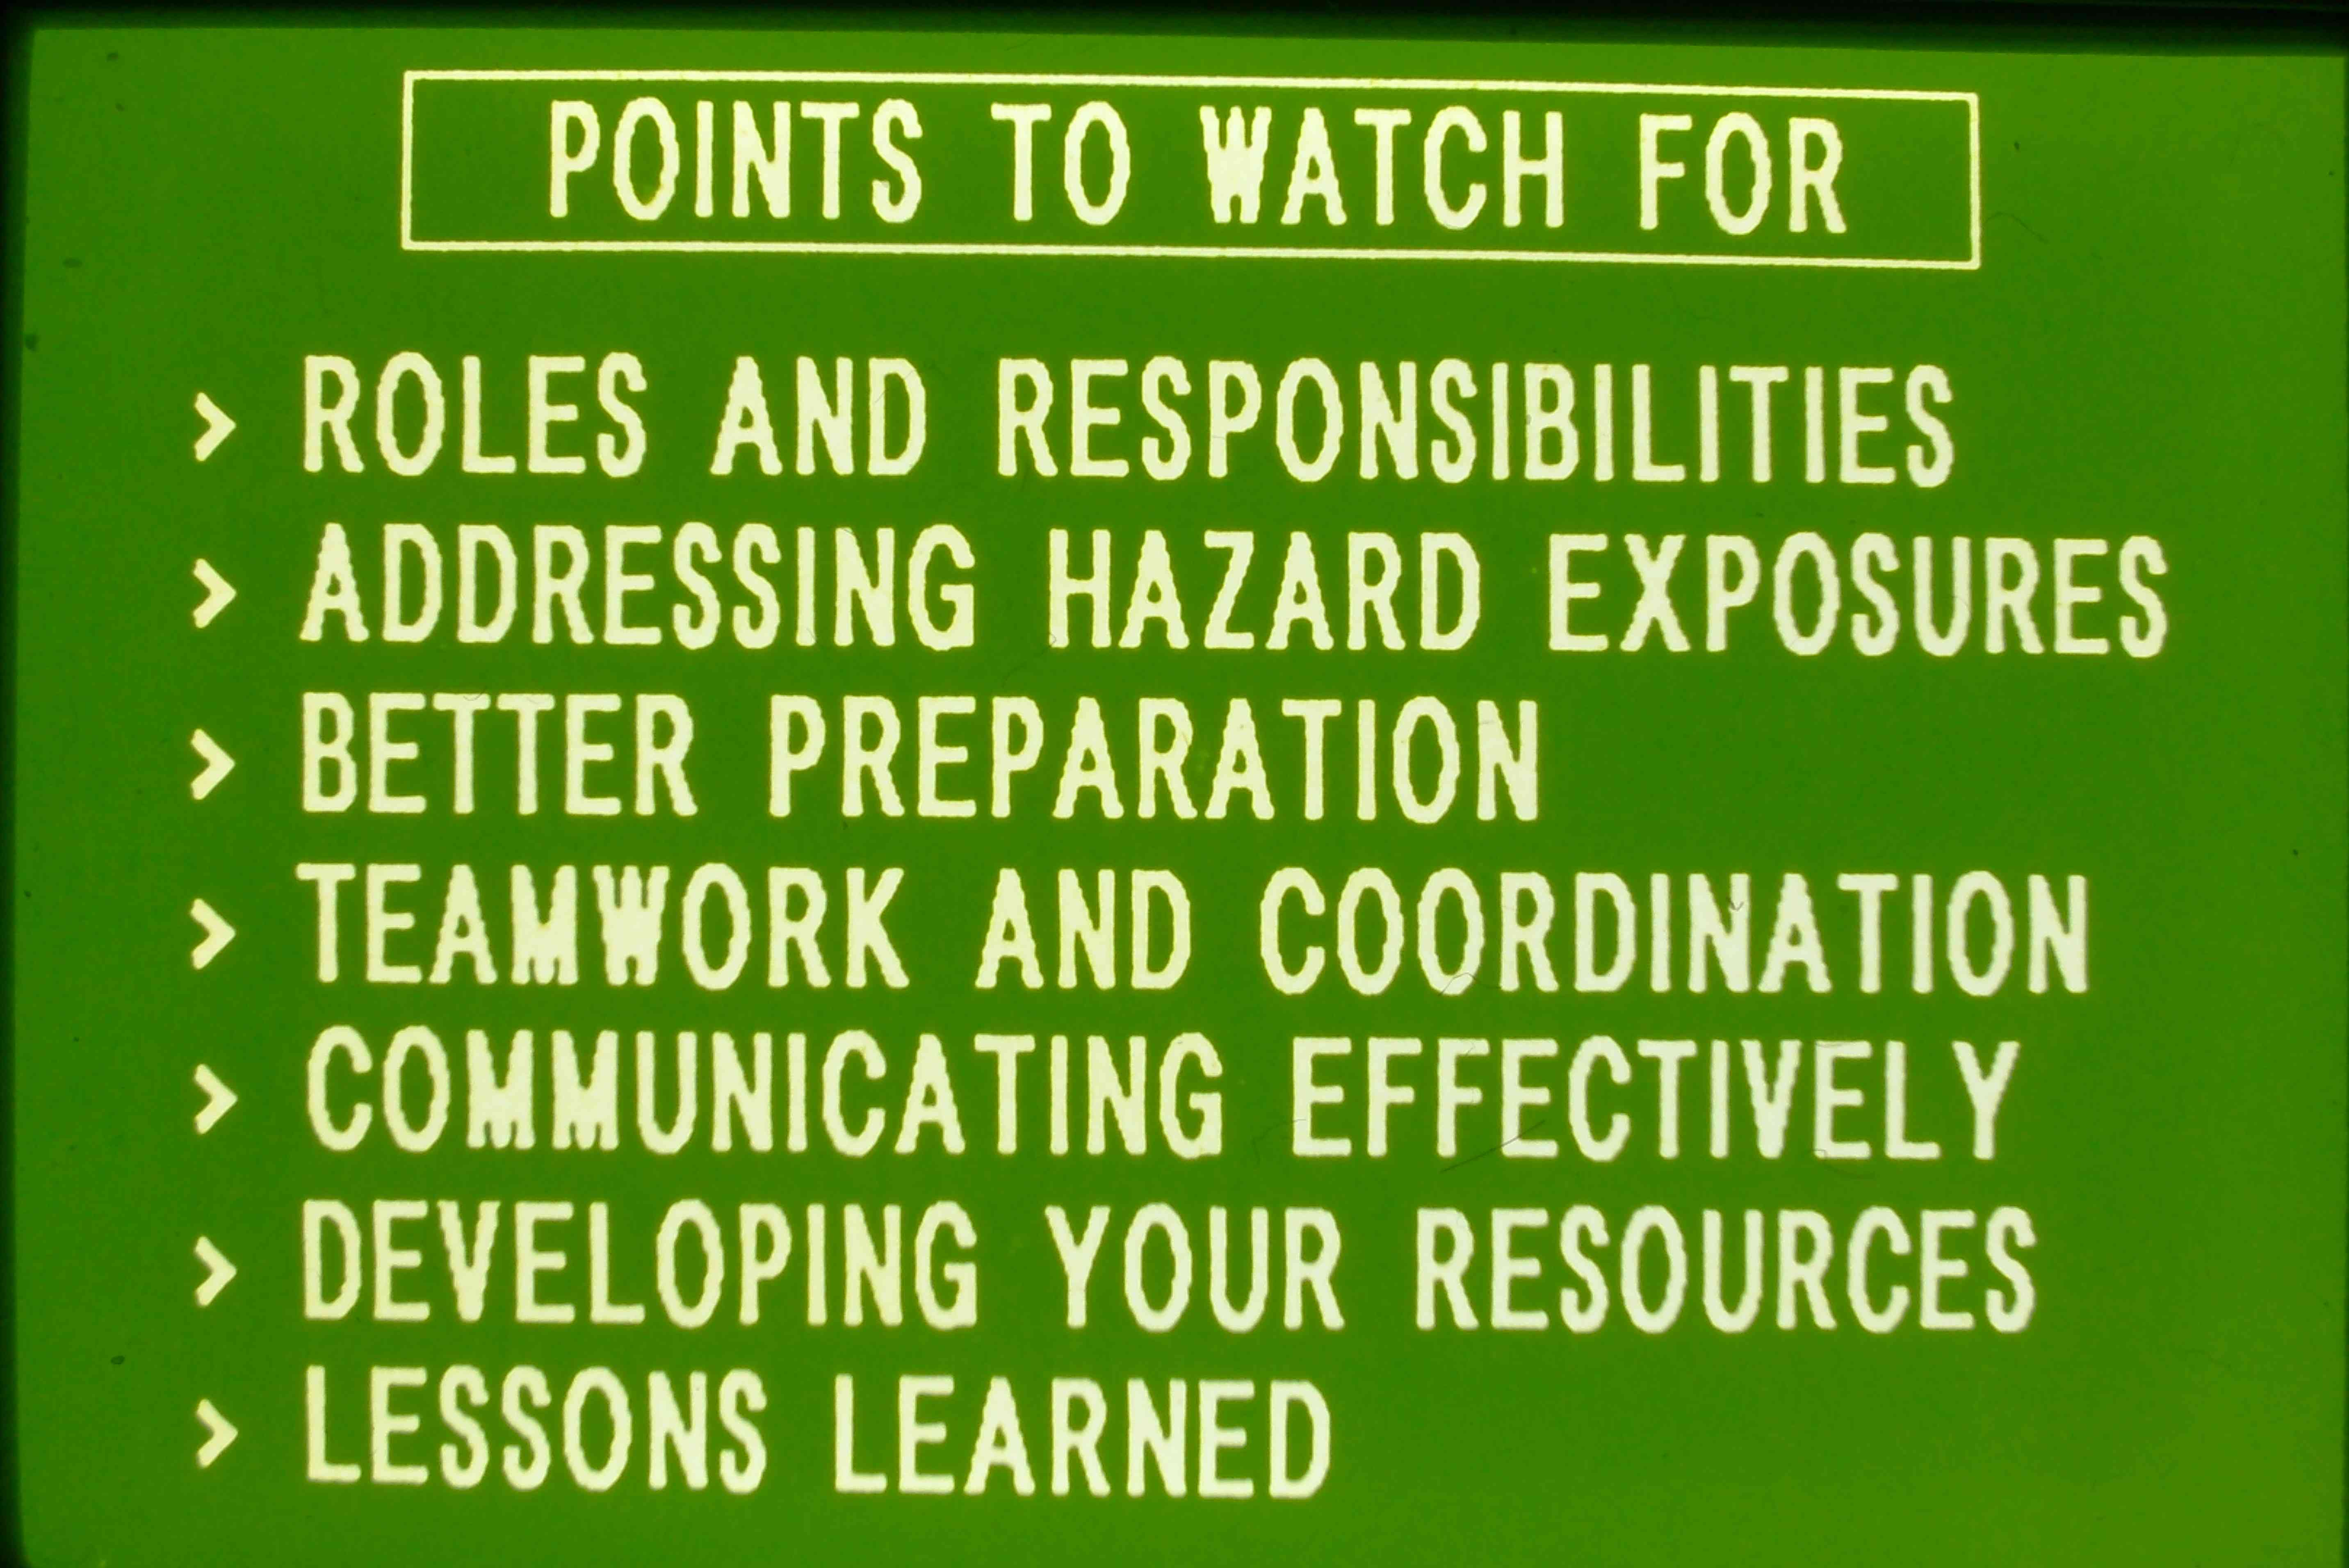 POINTS TO WATCH FOR
> ROLES AND RESPONSIBILITIES
> ADDRESSING HAZARD EXPOSURES
> BETTER PREPARATION
> TEAMWORK AND COORDINATION
> COMMUNICATING EFFECTIVELY
> DEVELOPING YOUR RESOURCES
> LESSONS LEARNED